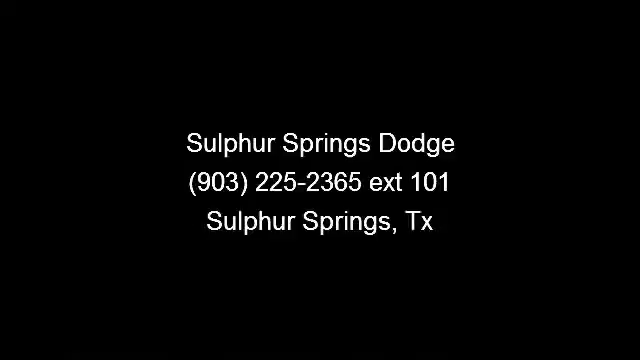 Sulphur Springs Dodge
(903) 225-2365 ext 101
Sulphur Springs, Tx